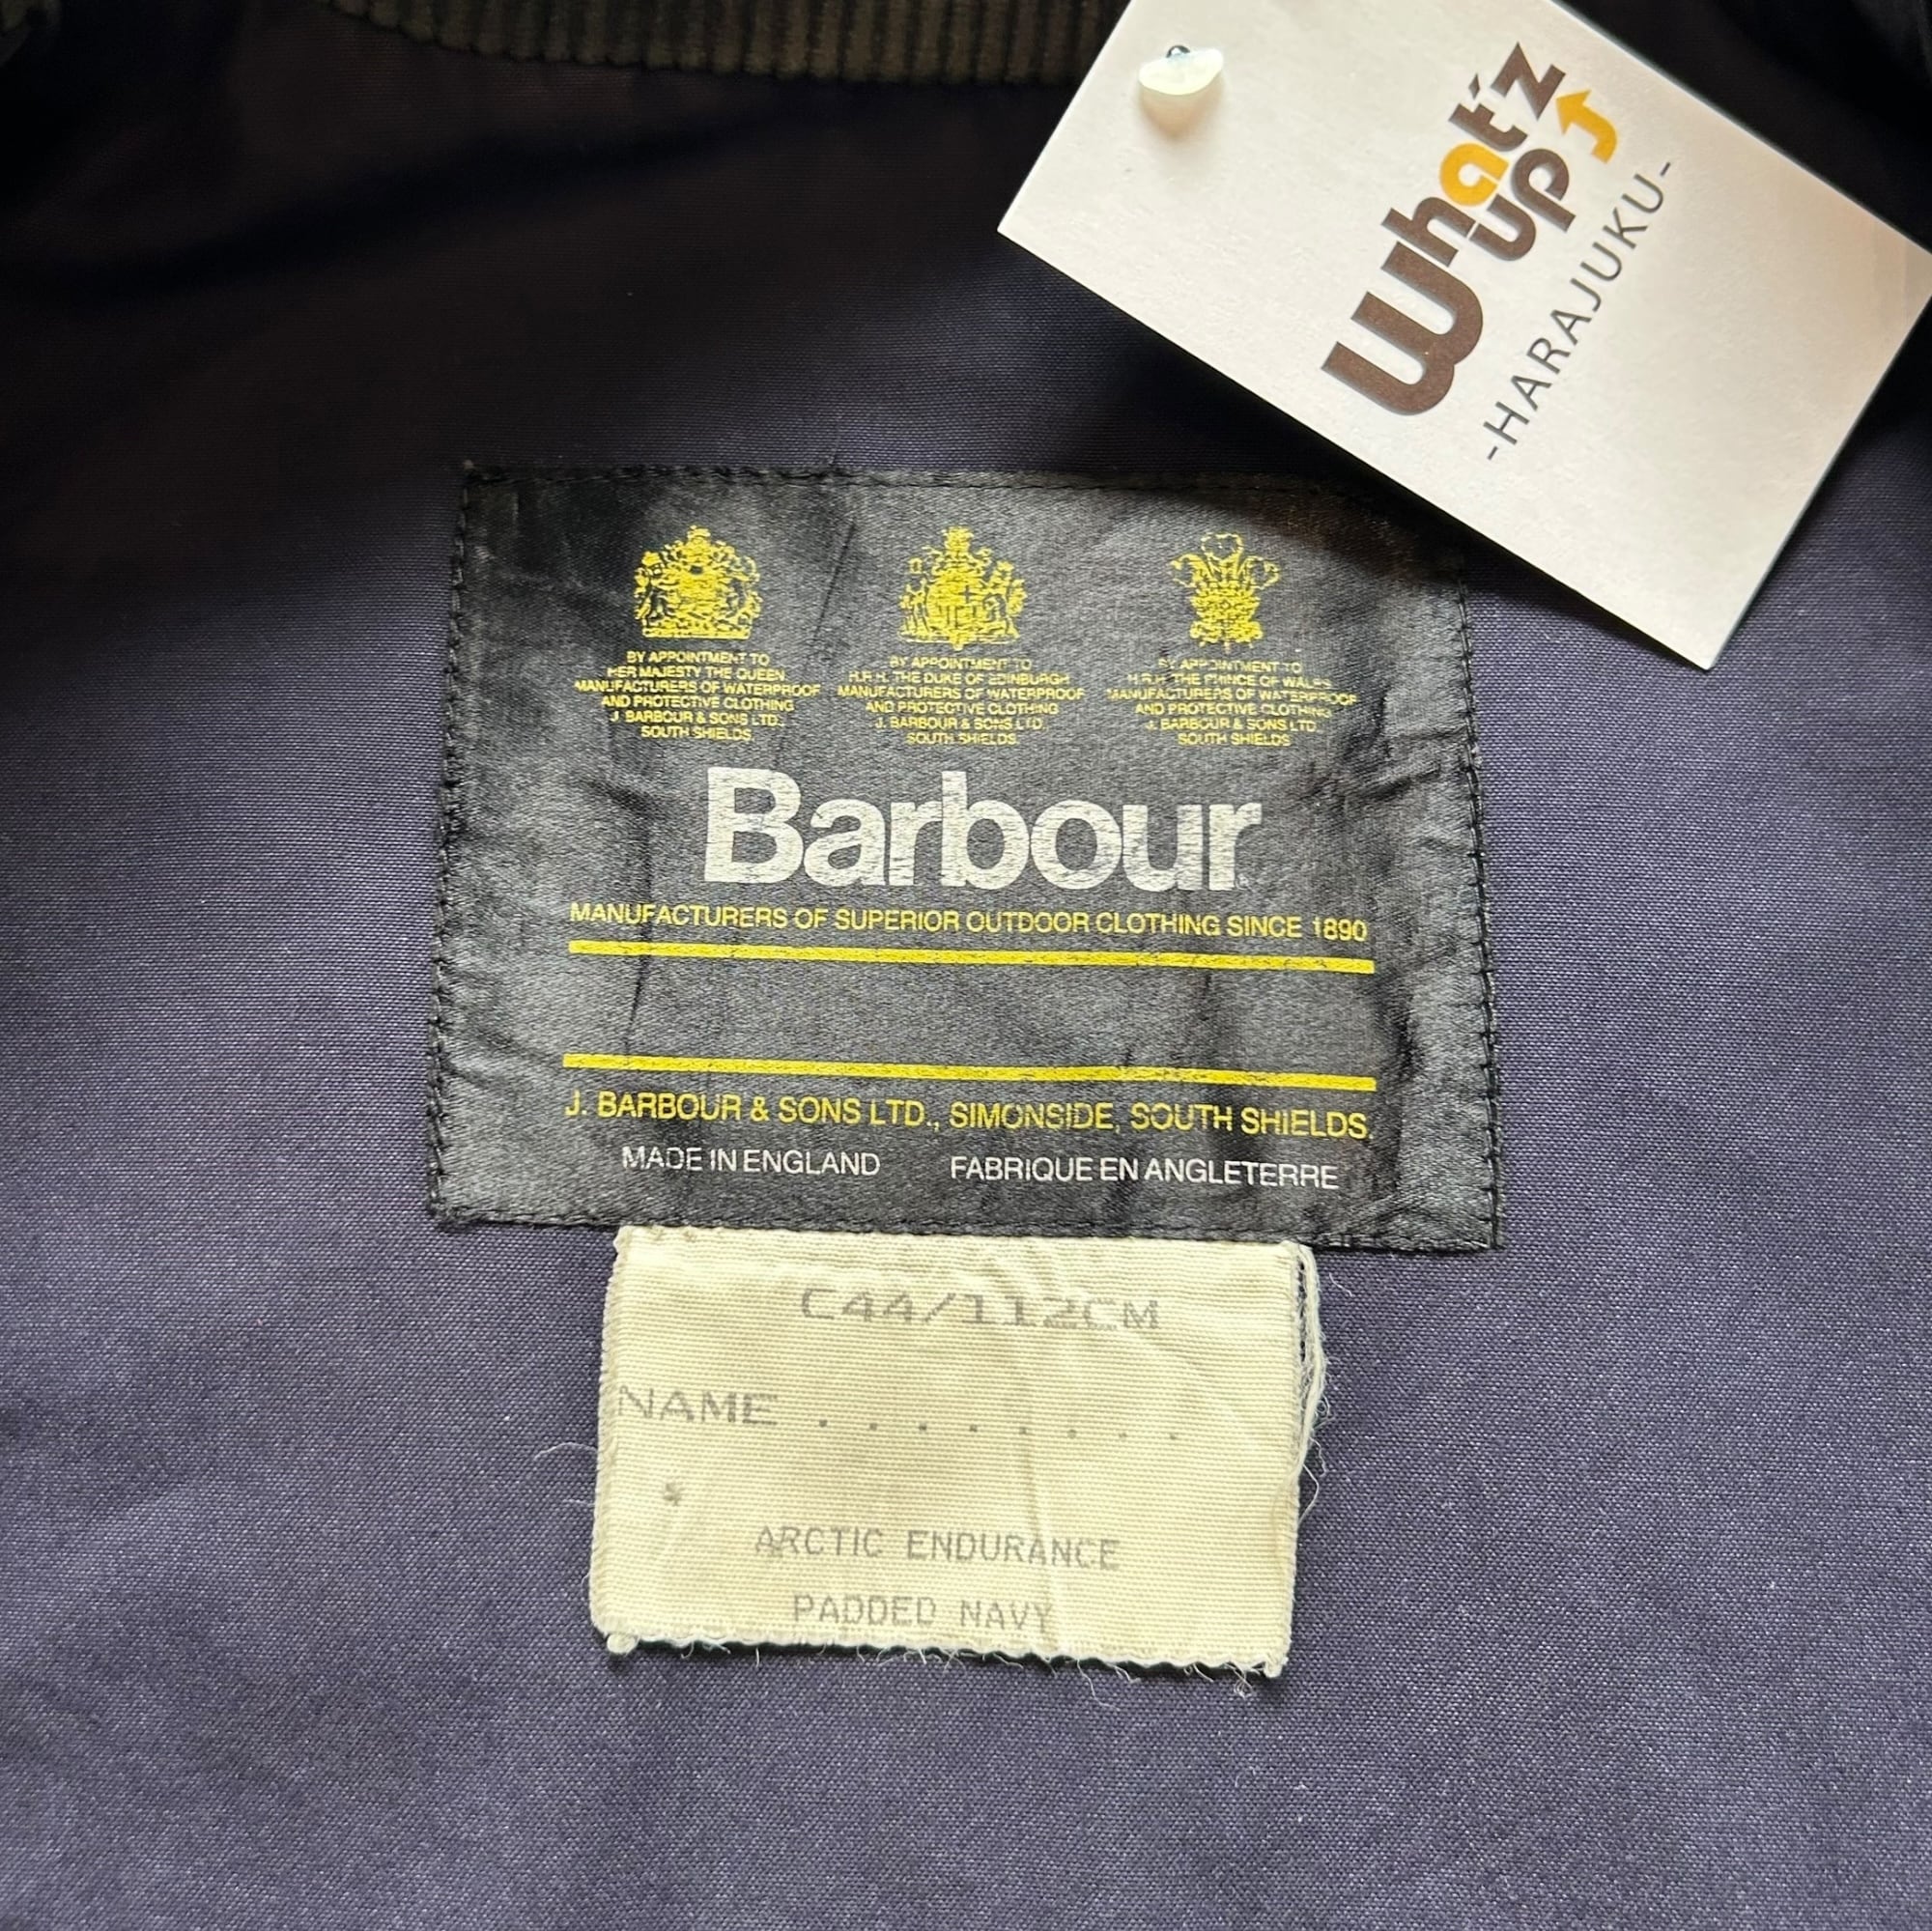 What'z
up
-HARAJUKU-
BY APPOINTMENT TO
HER MAJESTY THE QUEEN
MANUFACTURERS OF WATERPROOF
AND PROTECTIVE CLOTHING
J. BARBOUR & SONS LTD.,
SOUTH SHIELDS.
BY APPOINTMENT TO
H.R.H. THE DUKE OF EDINBURGH
MANUFACTURERS OF WATERPROOF
AND PROTECTIVE CLOTHING
J. BARBOUR & SONS LTD.
SOUTH SHIELDS.
BY APPOINTMENT TO
H.R.H. THE PRINCE OF WALES
MANUFACTURERS OF WATERPROOF
AND PROTECTIVE CLOTHING
J. BARBOUR & SONS LTD
SOUTH SHIELDS
Barbour
MANUFACTURERS OF SUPERIOR OUTDOOR CLOTHING SINCE 1890
J. BARBOUR & SONS LTD., SIMONSIDE, SOUTH SHIELDS.
MADE IN ENGLAND FABRIQUE EN ANGLETERRE
C44/112CM
NAME . . . . . . . . .
*
ARCTIC ENDURANCE
PADDED NAVY